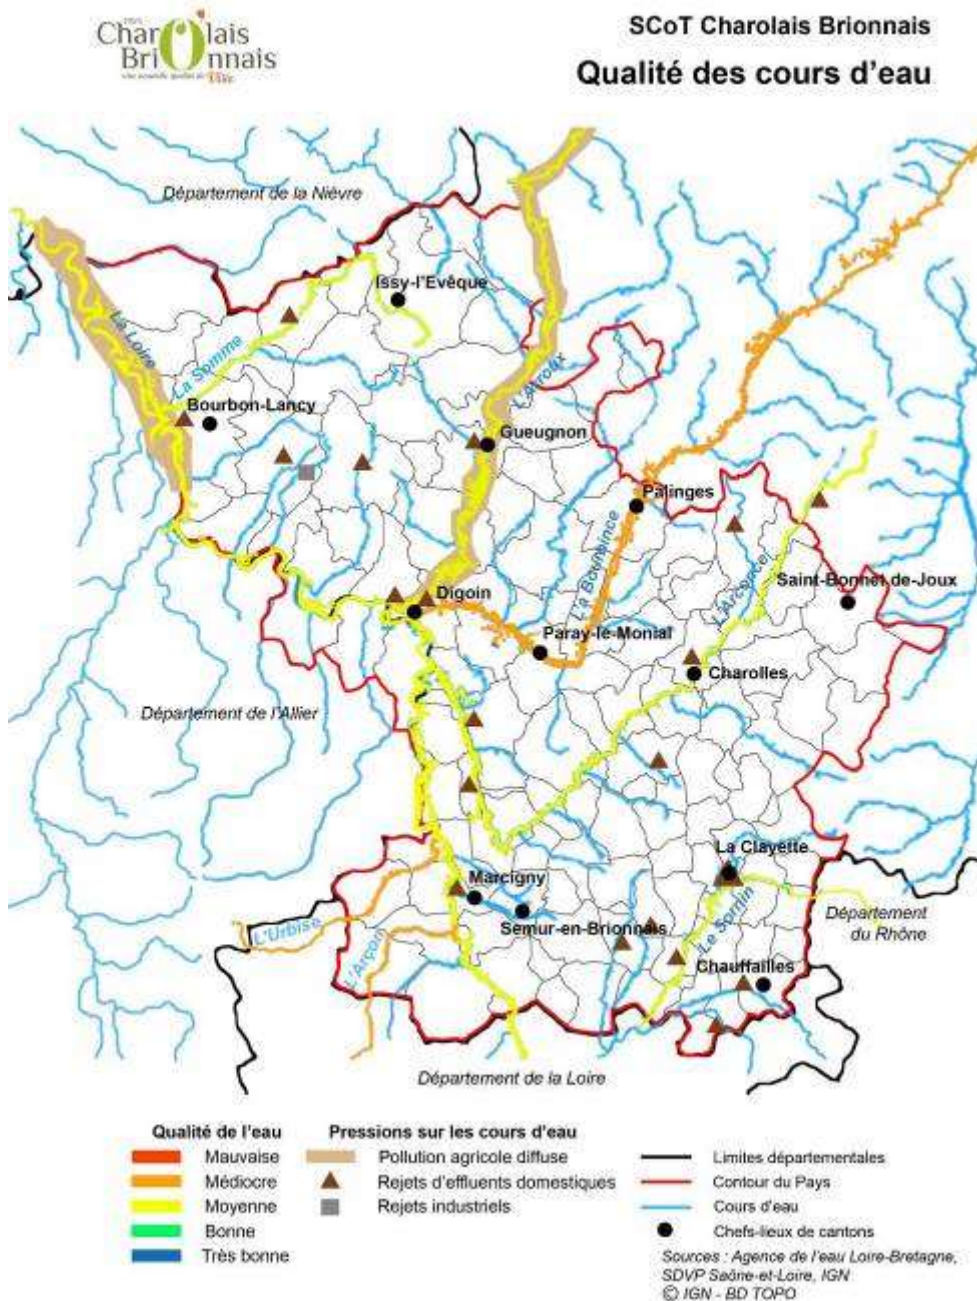 PAYS
Charolais
Brionnais
SCoT Charolais Brionnais
Qualité des cours d'eau
Département de la Nièvre
Issy-l'Evêque
La Loire
La Somme
L'Arroux
Bourbon-Lancy
Gueugnon
Palinges
La Bourbince
L'Arconce
Saint-Bonnet-de-Joux
Digoin
Paray-le-Monial
Charolles
Département de l'Allier
La Clayette
Marcigny
Département
du Rhône
L'Urbise
L'Arçon
Semur-en-Brionnais
Le Sornin
Chauffailles
Département de la Loire
Qualité de l'eau
Mauvaise
Médiocre
Moyenne
Bonne
Très bonne
Pressions sur les cours d'eau
Pollution agricole diffuse
Rejets d'effluents domestiques
Rejets industriels
Limites départementales
Contour du Pays
Cours d'eau
Chefs-lieux de cantons
Sources : Agence de l'eau Loire-Bretagne,
SDVP Saône-et-Loire, IGN
© IGN - BD TOPO